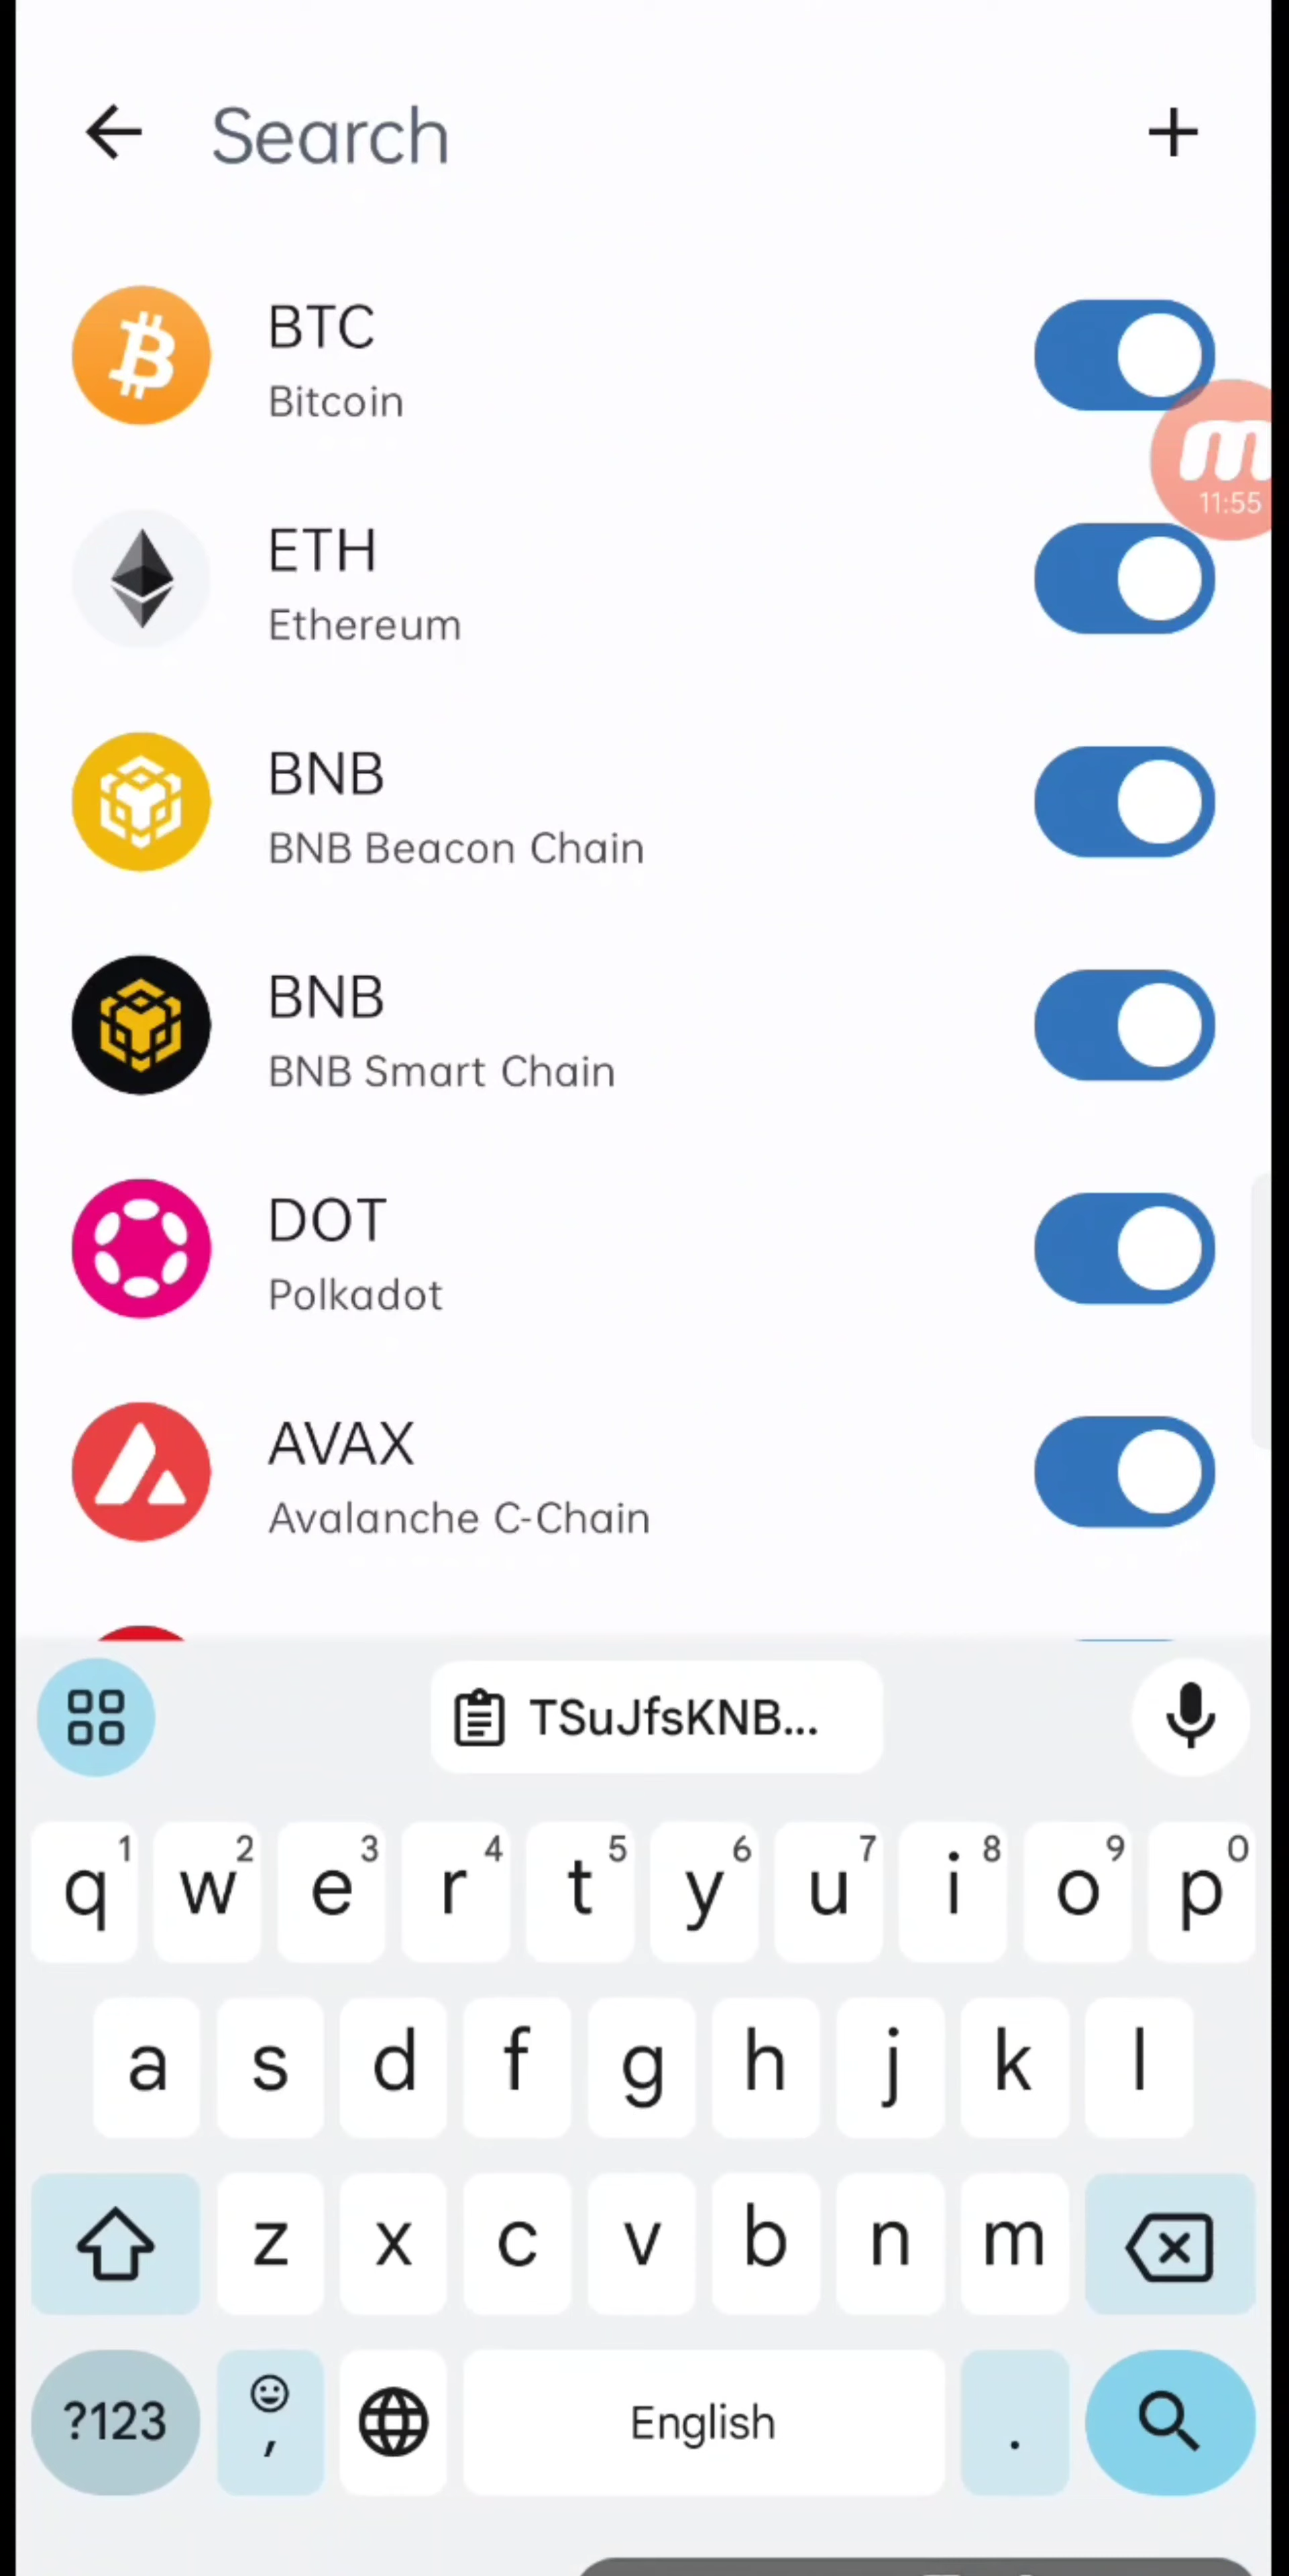 Search
BTC
Bitcoin
m
11:55
ETH
Ethereum
BNB
BNB Beacon Chain
BNB
BNB Smart Chain
DOT
Polkadot
AVAX
Avalanche C-Chain
TSuJfsKNB...
q1 w2 e3 r4 t5 y6 u7 i8 o9 p0
a s d f g h j k l
z x c v b n m
?123 , English .